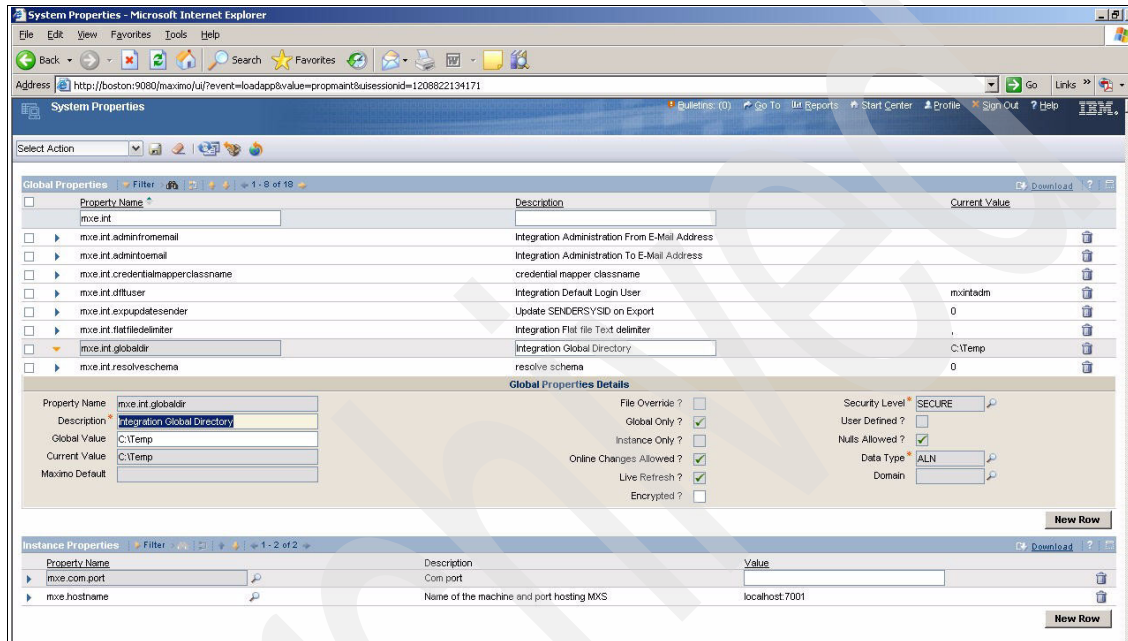 System Properties - Microsoft Internet Explorer
File Edit View Favorites Tools Help
Back Search Favorites
Address http://boston:9080/maximo/ui/?event=loadapp&value=propmaint&uisessionid=1208822134171 Go Links »
System Properties Bulletins: (0) Go To Reports Start Center Profile Sign Out ? Help IBM.
Select Action
Global Properties Filter 1 - 8 of 18 Download ?
Property Name Description Current Value
mxe.int
mxe.int.adminfromemail Integration Administration From E-Mail Address
mxe.int.admintoemail Integration Administration To E-Mail Address
mxe.int.credentialmapperclassname credential mapper classname
mxe.int.dfltuser Integration Default Login User mxintadm
mxe.int.expupdatesender Update SENDERSYSID on Export 0
mxe.int.flatfiledelimiter Integration Flat file Text delimiter ,
mxe.int.globaldir Integration Global Directory C:\Temp
mxe.int.resolveschema resolve schema 0
Global Properties Details
Property Name mxe.int.globaldir File Override ? Security Level * SECURE
Description * Integration Global Directory Global Only ? User Defined ?
Global Value C:\Temp Instance Only ? Nulls Allowed ?
Current Value C:\Temp Online Changes Allowed ? Data Type * ALN
Maximo Default Live Refresh ? Domain
Encrypted ?
New Row
Instance Properties Filter 1 - 2 of 2 Download ?
Property Name Description Value
mxe.com.port Com port
mxe.hostname Name of the machine and port hosting MXS localhost:7001
New Row